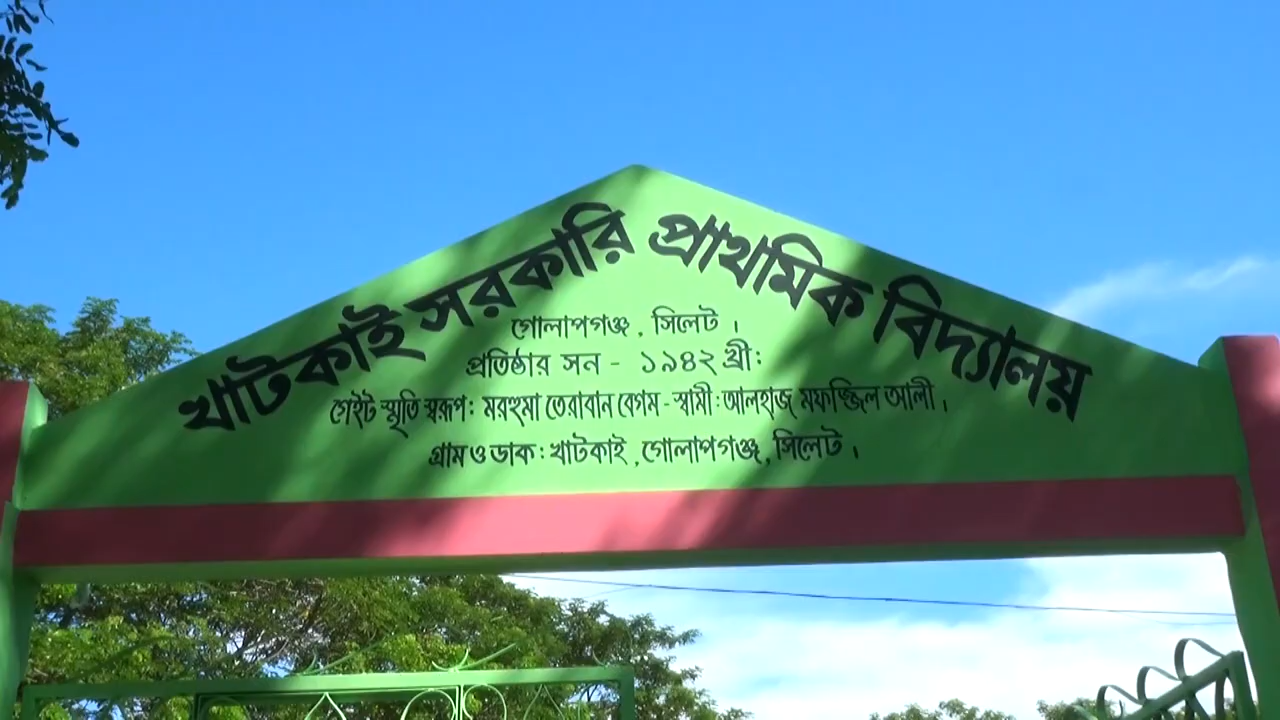 খাটকাই সরকারি প্রাথমিক বিদ্যালয়
গোলাপগঞ্জ, সিলেট।
প্রতিষ্ঠার সন - ১৯৪২ খ্রী:
গেইট স্মৃতি স্বরূপ: মরহুমা তেরাবান বেগম - স্বামী: আলহাজ্ব মফজ্জিল আলী।
গ্রাম ও ডাক: খাটকাই, গোলাপগঞ্জ, সিলেট।